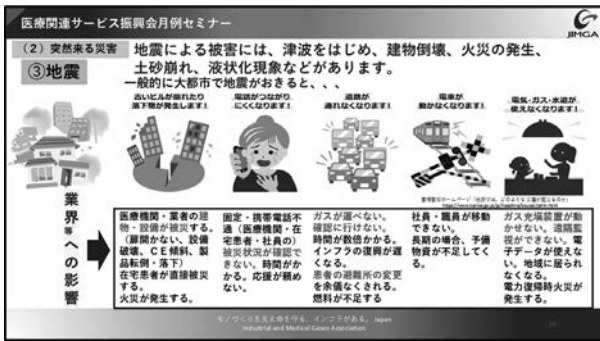 医療関連サービス振興会月例セミナー
JIMGA
(2)突然来る災害
③地震
地震による被害には、津波をはじめ、建物倒壊、火災の発生、
土砂崩れ、液状化現象などがあります。
一般的に大都市で地震がおきると、、、
古いビルが崩れたり
落下物が発生します!
電話がつながり
にくくなります!
道路が
通れなくなります!
電車が
動かなくなります!
電気・ガス・水道が
使えなくなります!
業界等への影響
医療機関・業者の建
物・設備が被災する。
(扉開かない、設備
破壊、CE傾斜、製
品転倒・落下)
在宅患者が直接被災す
る。
火災が発生する。
固定・携帯電話不
通(医療機関・在
宅患者・社員の)
被災状況が確認で
きない。時間がか
かる。応援が頼め
ない。
ガスが運べない。
確認に行けない。
時間が数倍かかる。
インフラの復興が遅
くなる。
患者の避難所の変更
を余儀なくされる。
燃料が不足する
社員・職員が移動
できない。
長期の場合、予備
物資が不足してく
る。
ガス充填装置が動
かせない。遠隔監
視ができない。電
子データが使えな
い。地域に居られ
なくなる。
電力復帰時火災が
発生する。
モノづくりを支え命を守る、インフラがある。Japan
Industrial and Medical Gases Association